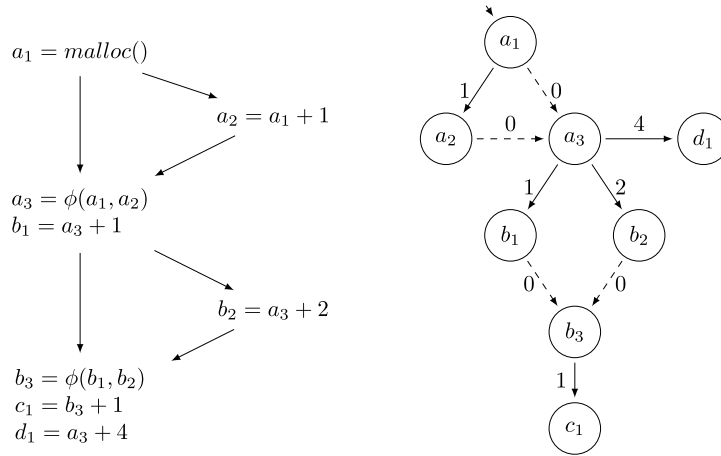 a₁ = malloc()
a₂ = a₁ + 1
a₃ = ϕ(a₁, a₂)
b₁ = a₃ + 1
b₂ = a₃ + 2
b₃ = ϕ(b₁, b₂)
c₁ = b₃ + 1
d₁ = a₃ + 4
a₁
1 0
a₂ 0 a₃ 4 d₁
1 2
b₁ b₂
0 0
b₃
1
c₁